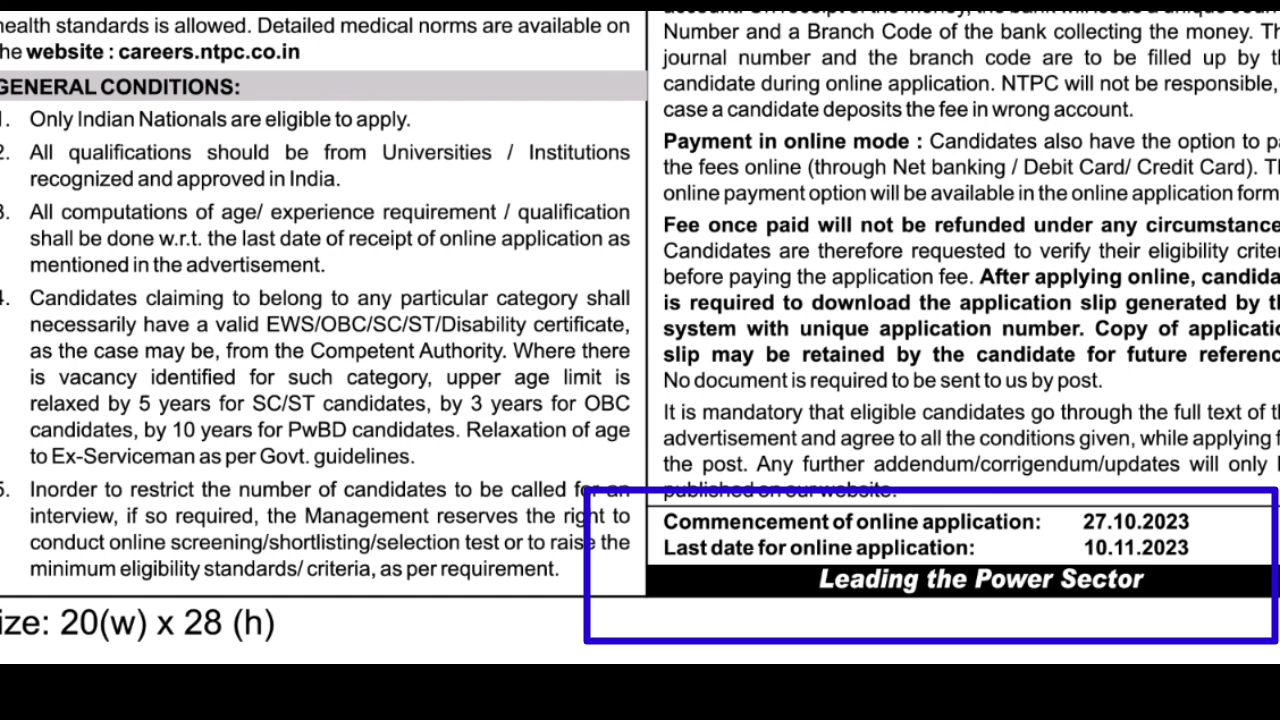 health standards is allowed. Detailed medical norms are available on
the website : careers.ntpc.co.in
GENERAL CONDITIONS:
1. Only Indian Nationals are eligible to apply.
2. All qualifications should be from Universities / Institutions
recognized and approved in India.
3. All computations of age/ experience requirement / qualification
shall be done w.r.t. the last date of receipt of online application as
mentioned in the advertisement.
4. Candidates claiming to belong to any particular category shall
necessarily have a valid EWS/OBC/SC/ST/Disability certificate,
as the case may be, from the Competent Authority. Where there
is vacancy identified for such category, upper age limit is
relaxed by 5 years for SC/ST candidates, by 3 years for OBC
candidates, by 10 years for PwBD candidates. Relaxation of age
to Ex-Serviceman as per Govt. guidelines.
5. Inorder to restrict the number of candidates to be called for an
interview, if so required, the Management reserves the right to
conduct online screening/shortlisting/selection test or to raise the
minimum eligibility standards/ criteria, as per requirement.
ize: 20(w) x 28 (h)
account. On receipt of the money, the bank will issue a unique
Number and a Branch Code of the bank collecting the money. Th
journal number and the branch code are to be filled up by th
candidate during online application. NTPC will not be responsible,
case a candidate deposits the fee in wrong account.
Payment in online mode : Candidates also have the option to pa
the fees online (through Net banking / Debit Card/ Credit Card). Th
online payment option will be available in the online application form
Fee once paid will not be refunded under any circumstance
Candidates are therefore requested to verify their eligibility criter
before paying the application fee. After applying online, candida
is required to download the application slip generated by th
system with unique application number. Copy of applicatio
slip may be retained by the candidate for future referenc
No document is required to be sent to us by post.
It is mandatory that eligible candidates go through the full text of th
advertisement and agree to all the conditions given, while applying f
the post. Any further addendum/corrigendum/updates will only
published on our website.
Commencement of online application: 27.10.2023
Last date for online application: 10.11.2023
Leading the Power Sector